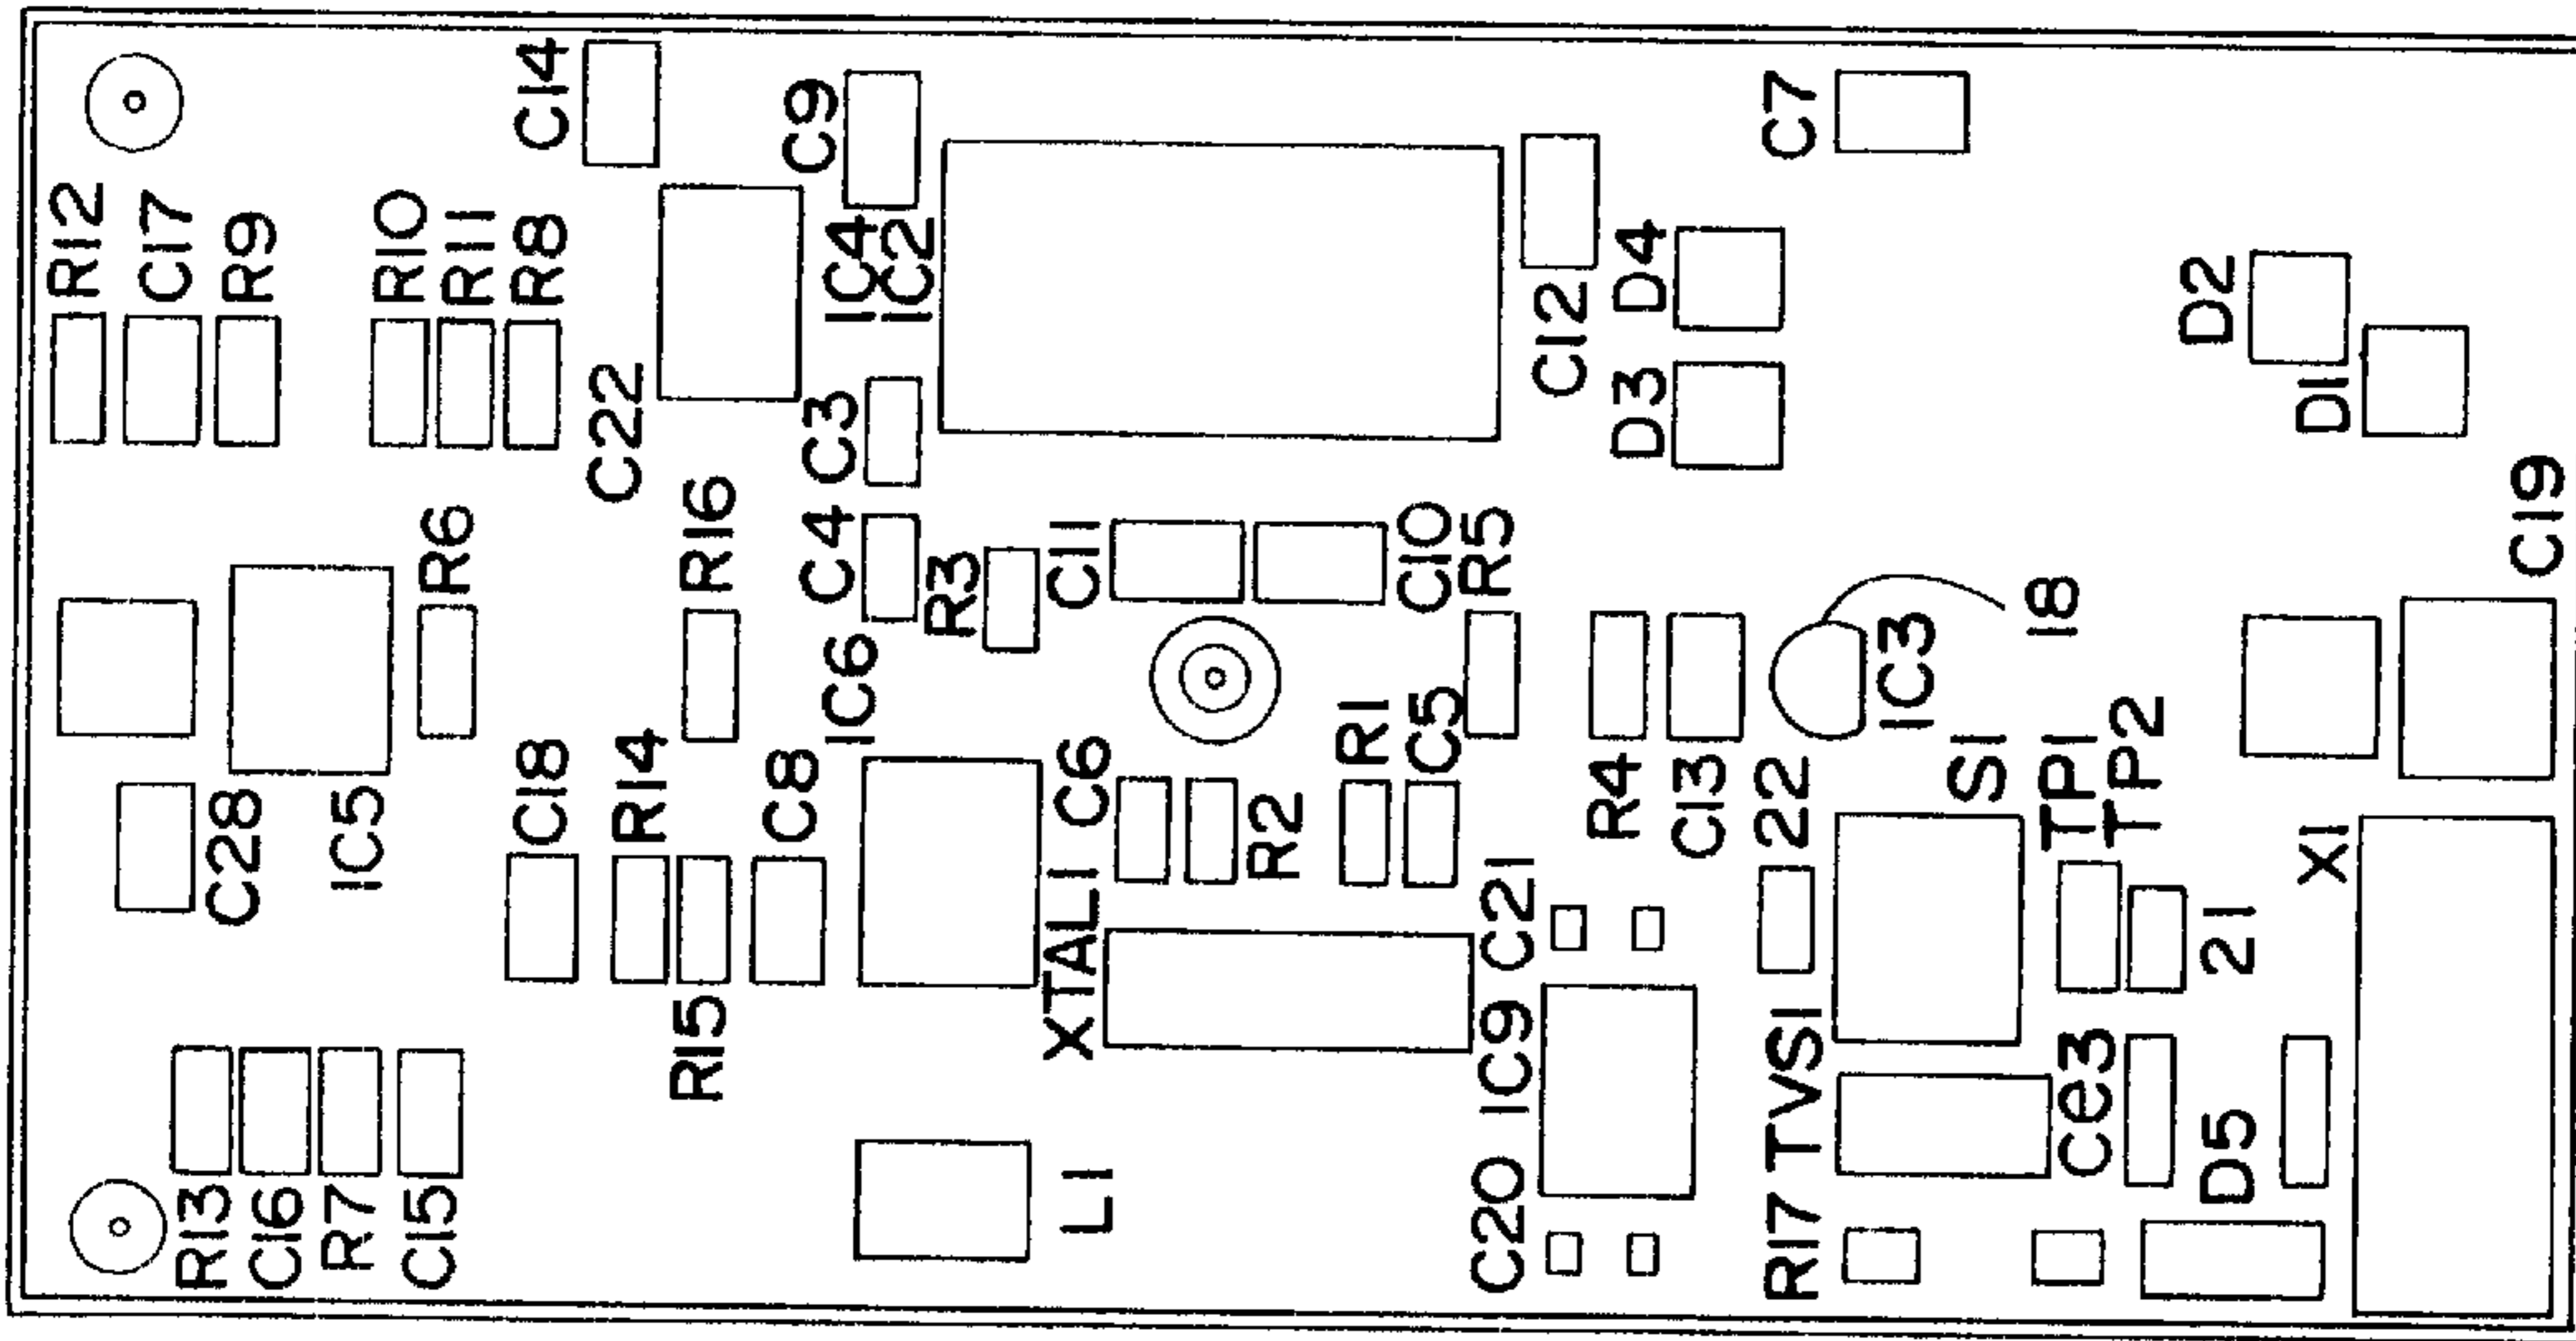 C14
C9
C7
R12
C17
R9
R10
R11
R8
IC4
IC2
D4
D2
C12
C22
C3
D3
D1
C19
R6
R16
C4
R3
C11
C10
R5
18
IC6
IC3
C28
IC5
C18
R14
C8
C6
R2
R1
C5
R4
C13
22
S1
TP1
TP2
X1
R15
XTAL1
C21
21
IC9
TVS1
Ce3
D5
R13
C16
R7
C15
L1
C20
R17